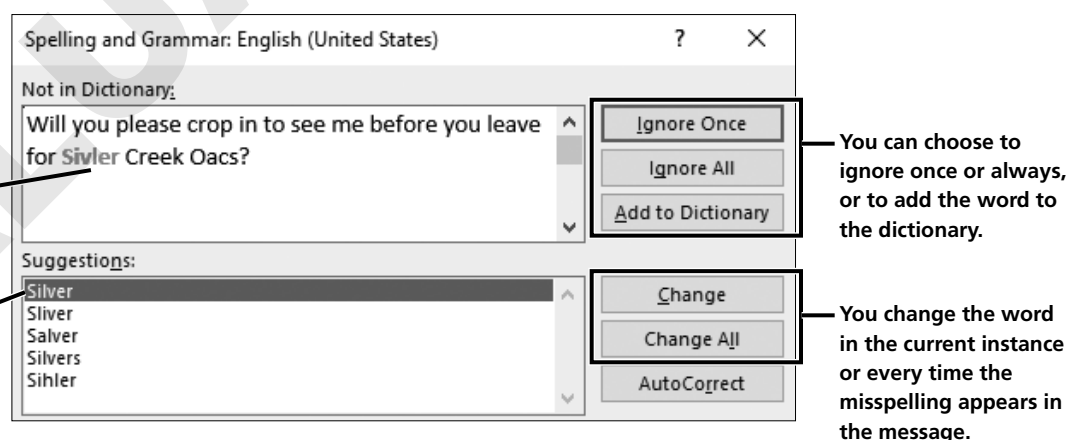 Spelling and Grammar: English (United States)
?
Not in Dictionary:
Will you please crop in to see me before you leave
for Sivler Creek Oacs?
Ignore Once
Ignore All
Add to Dictionary
You can choose to
ignore once or always,
or to add the word to
the dictionary.
Suggestions:
Silver
Sliver
Salver
Silvers
Sihler
Change
Change All
AutoCorrect
You change the word
in the current instance
or every time the
misspelling appears in
the message.